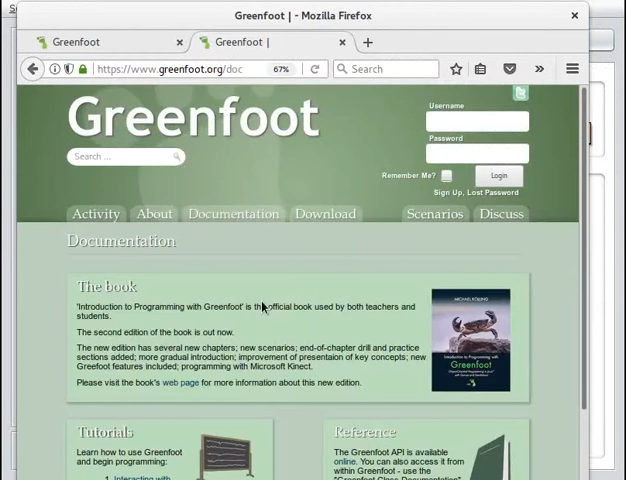 Greenfoot | - Mozilla Firefox
Greenfoot
Greenfoot |
https://www.greenfoot.org/doc
67%
Search
Greenfoot
Username
Password
Search ...
Remember Me?
Login
Sign Up, Lost Password
Activity
About
Documentation
Download
Scenarios
Discuss
Documentation
The book
'Introduction to Programming with Greenfoot' is the official book used by both teachers and
students.
The second edition of the book is out now.
The new edition has several new chapters; new scenarios; end-of-chapter drill and practice
sections added; more gradual introduction; improvement of presentaion of key concepts; new
Greefoot features included; programming with Microsoft Kinect.
Please visit the book's web page for more information about this new edition.
MICHAEL KÖLLING
Introduction to Programming with
Greenfoot
Tutorials
Learn how to use Greenfoot
and begin programming:
1. Interacting with
Reference
The Greenfoot API is available
online. You can also access it from
within Greenfoot - use the
"Greenfoot Class Documentation"